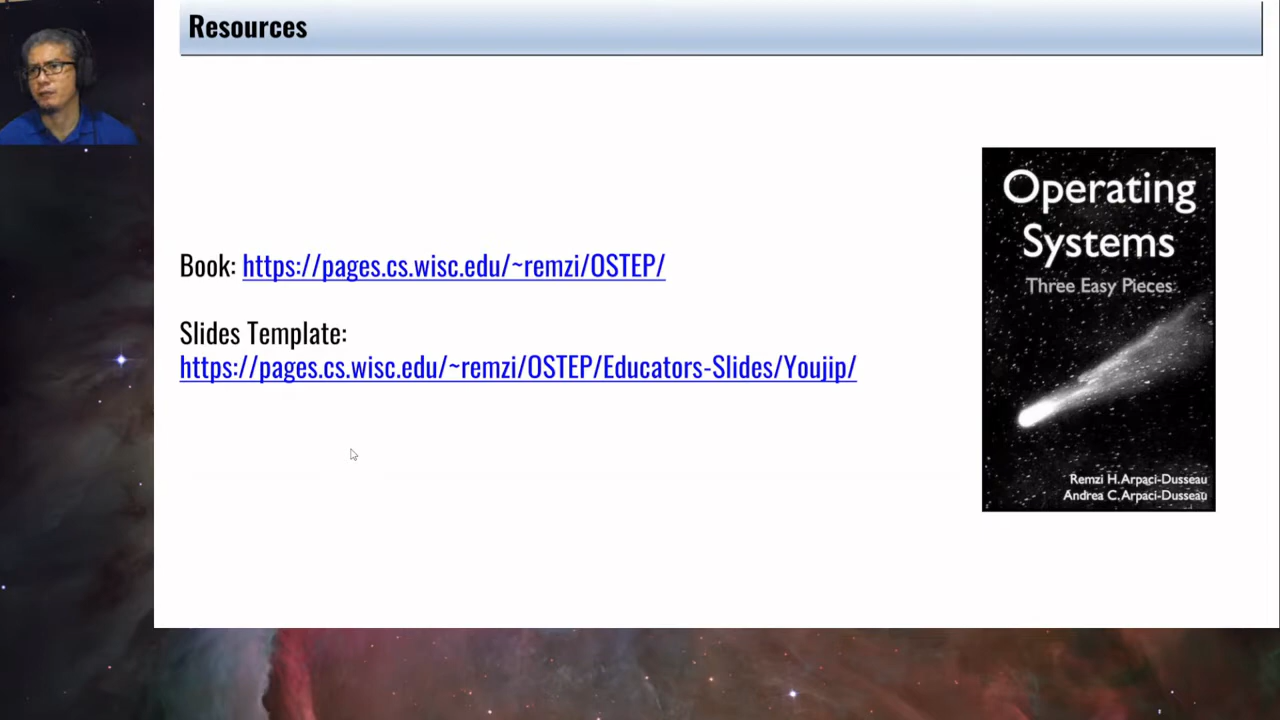 Resources
Book: https://pages.cs.wisc.edu/~remzi/OSTEP/
Slides Template:
https://pages.cs.wisc.edu/~remzi/OSTEP/Educators-Slides/Youjip/
Operating
Systems
Three Easy Pieces
Remzi H. Arpaci-Dusseau
Andrea C. Arpaci-Dusseau